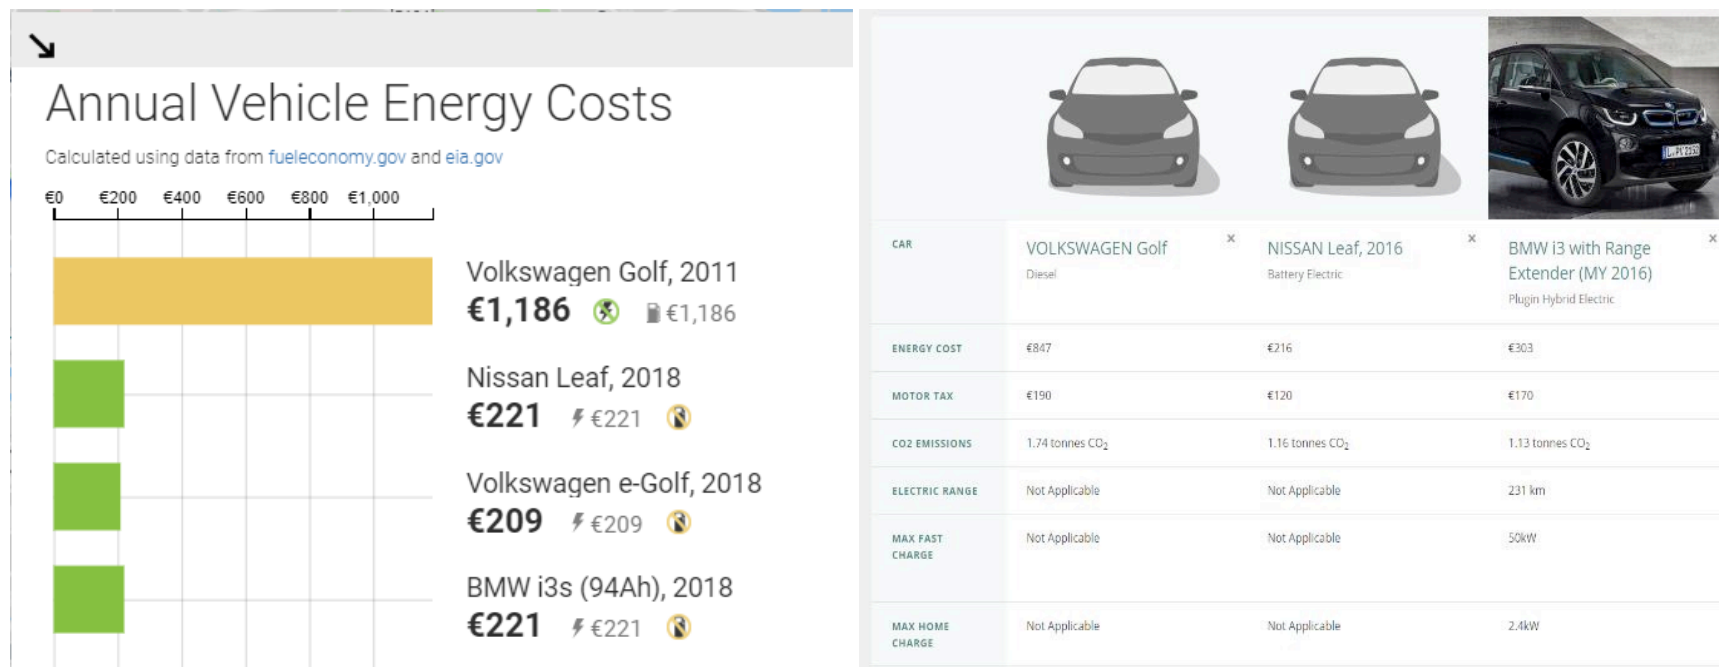 Annual Vehicle Energy Costs
Calculated using data from fueleconomy.gov and eia.gov
€0 €200 €400 €600 €800 €1,000
Volkswagen Golf, 2011
€1,186 €1,186
Nissan Leaf, 2018
€221 €221
Volkswagen e-Golf, 2018
€209 €209
BMW i3s (94Ah), 2018
€221 €221
CAR
VOLKSWAGEN Golf x
Diesel
NISSAN Leaf, 2016 x
Battery Electric
BMW i3 with Range x
Extender (MY 2016)
Plugin Hybrid Electric
ENERGY COST €847 €216 €303
MOTOR TAX €190 €120 €170
CO2 EMISSIONS 1.74 tonnes CO₂ 1.16 tonnes CO₂ 1.13 tonnes CO₂
ELECTRIC RANGE Not Applicable Not Applicable 231 km
MAX FAST
CHARGE
Not Applicable Not Applicable 50kW
MAX HOME
CHARGE
Not Applicable Not Applicable 2.4kW